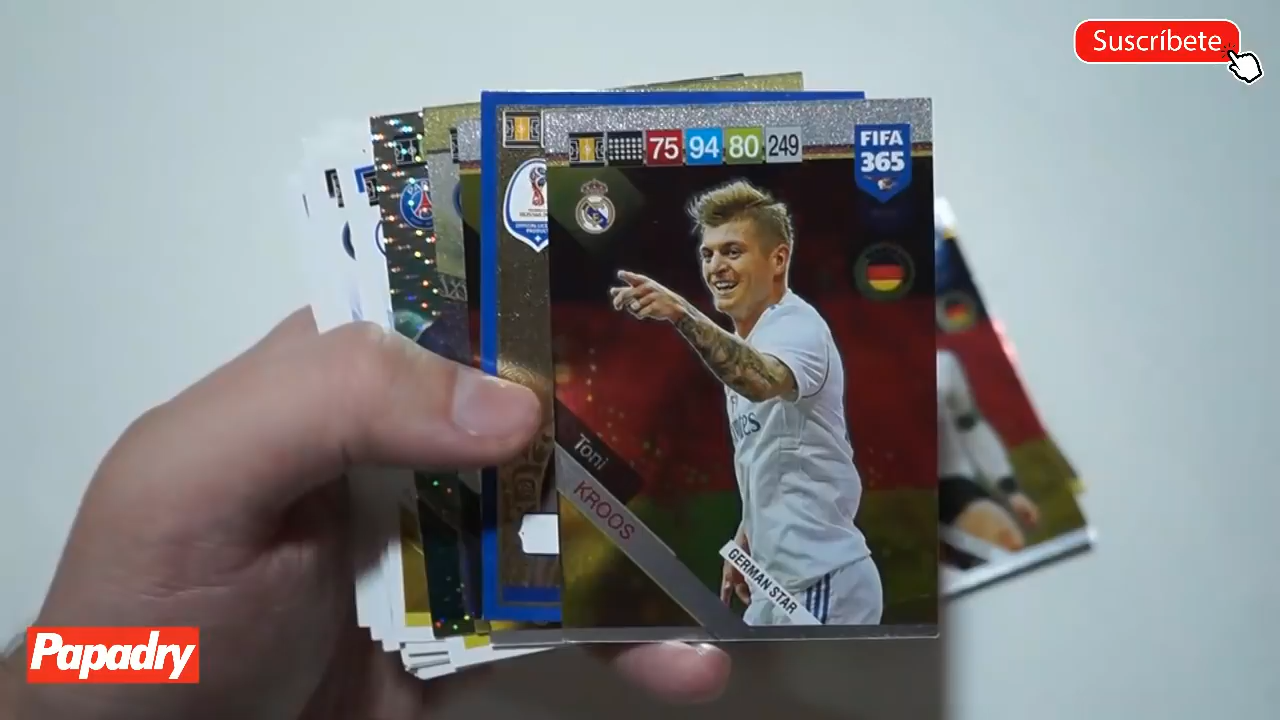 Suscríbete
75 94 80 249
FIFA
365
Toni
KROOS
GERMAN STAR
Papadry